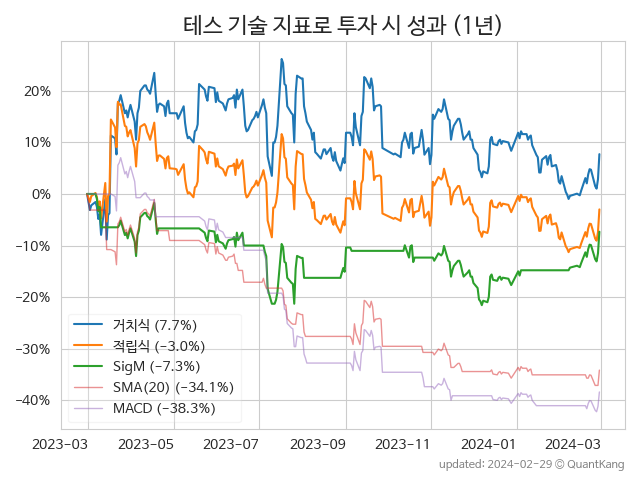 테스 기술 지표로 투자 시 성과 (1년)
20%
10%
0%
−10%
−20%
−30%
−40%
거치식 (7.7%)
적립식 (−3.0%)
SigM (−7.3%)
SMA(20) (−34.1%)
MACD (−38.3%)
2023-03 2023-05 2023-07 2023-09 2023-11 2024-01 2024-03
updated: 2024-02-29 © QuantKang